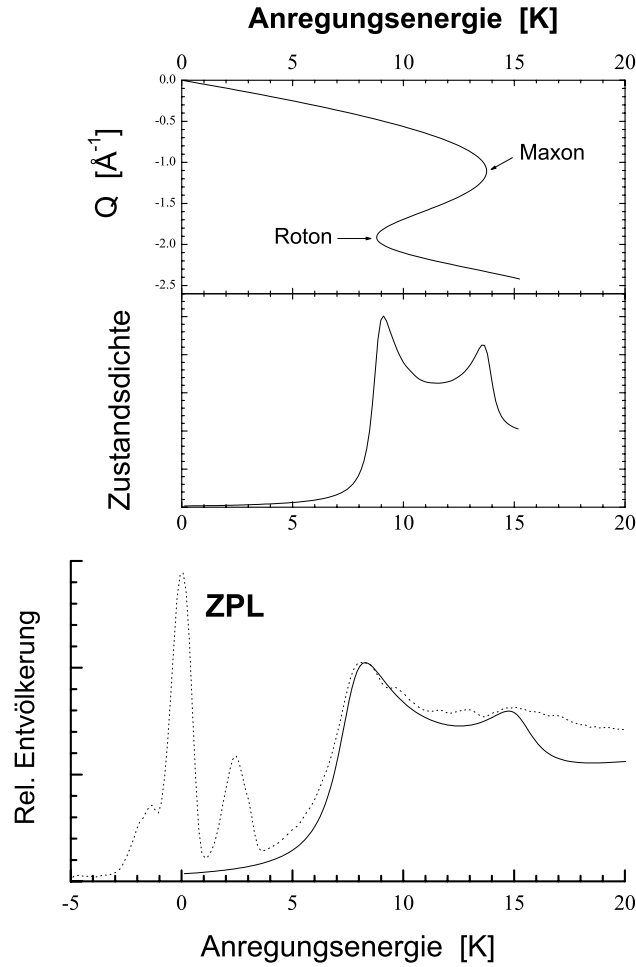 Anregungsenergie [K]
0 5 10 15 20
0.0
-0.5
-1.0
-1.5
-2.0
-2.5
Q [Å-1]
Maxon
Roton
Zustandsdichte
0 5 10 15 20
ZPL
Rel. Entvölkerung
-5 0 5 10 15 20
Anregungsenergie [K]